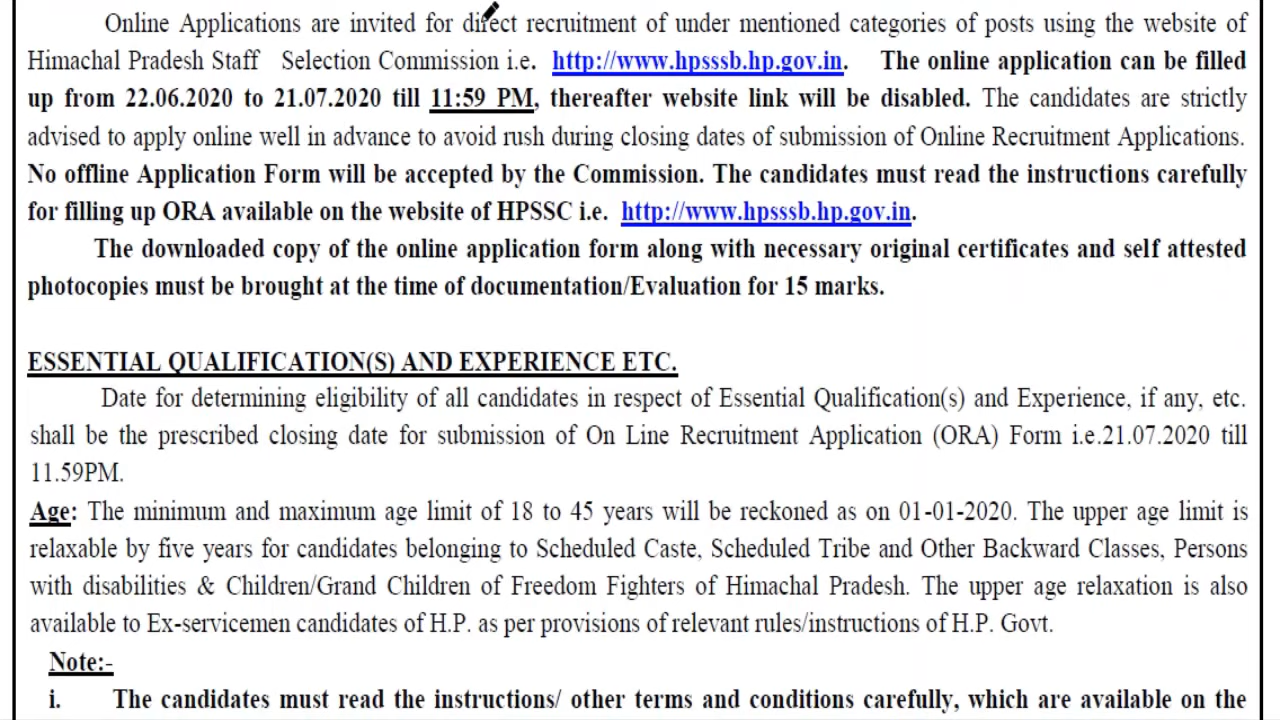 Online Applications are invited for direct recruitment of under mentioned categories of posts using the website of
Himachal Pradesh Staff Selection Commission i.e. http://www.hpsssb.hp.gov.in. The online application can be filled
up from 22.06.2020 to 21.07.2020 till 11:59 PM, thereafter website link will be disabled. The candidates are strictly
advised to apply online well in advance to avoid rush during closing dates of submission of Online Recruitment Applications.
No offline Application Form will be accepted by the Commission. The candidates must read the instructions carefully
for filling up ORA available on the website of HPSSC i.e. http://www.hpsssb.hp.gov.in.
The downloaded copy of the online application form along with necessary original certificates and self attested
photocopies must be brought at the time of documentation/Evaluation for 15 marks.
ESSENTIAL QUALIFICATION(S) AND EXPERIENCE ETC.
Date for determining eligibility of all candidates in respect of Essential Qualification(s) and Experience, if any, etc.
shall be the prescribed closing date for submission of On Line Recruitment Application (ORA) Form i.e.21.07.2020 till
11.59PM.
Age: The minimum and maximum age limit of 18 to 45 years will be reckoned as on 01-01-2020. The upper age limit is
relaxable by five years for candidates belonging to Scheduled Caste, Scheduled Tribe and Other Backward Classes, Persons
with disabilities & Children/Grand Children of Freedom Fighters of Himachal Pradesh. The upper age relaxation is also
available to Ex-servicemen candidates of H.P. as per provisions of relevant rules/instructions of H.P. Govt.
Note:-
i. The candidates must read the instructions/ other terms and conditions carefully, which are available on the